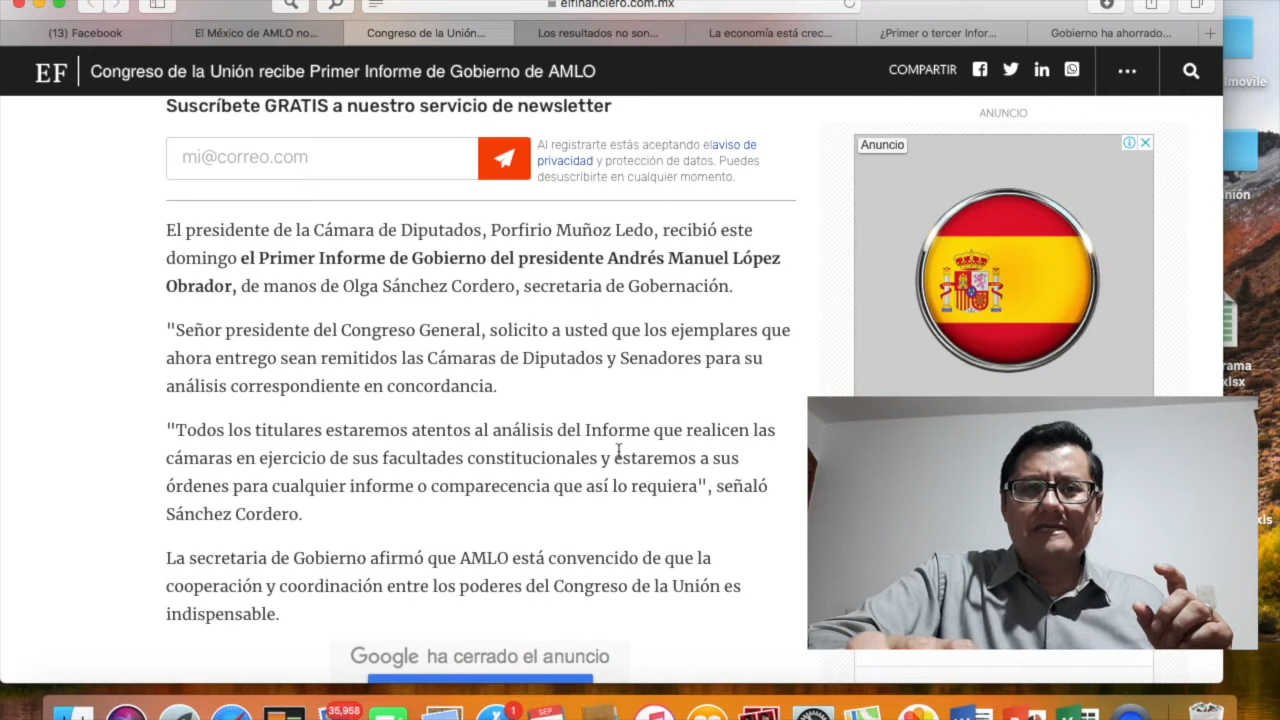 elfinanciero.com.mx
(13) Facebook
El México de AMLO no...
Congreso de la Unión...
Los resultados no son...
La economía está crec...
¿Primer o tercer Infor...
Gobierno ha ahorrado...
EF Congreso de la Unión recibe Primer Informe de Gobierno de AMLO
COMPARTIR
Suscríbete GRATIS a nuestro servicio de newsletter
mi@correo.com
Al registrarte estás aceptando elaviso de
privacidad y protección de datos. Puedes
desuscribirte en cualquier momento.
El presidente de la Cámara de Diputados, Porfirio Muñoz Ledo, recibió este
domingo el Primer Informe de Gobierno del presidente Andrés Manuel López
Obrador, de manos de Olga Sánchez Cordero, secretaria de Gobernación.
"Señor presidente del Congreso General, solicito a usted que los ejemplares que
ahora entrego sean remitidos las Cámaras de Diputados y Senadores para su
análisis correspondiente en concordancia.
"Todos los titulares estaremos atentos al análisis del Informe que realicen las
cámaras en ejercicio de sus facultades constitucionales y estaremos a sus
órdenes para cualquier informe o comparecencia que así lo requiera", señaló
Sánchez Cordero.
La secretaria de Gobierno afirmó que AMLO está convencido de que la
cooperación y coordinación entre los poderes del Congreso de la Unión es
indispensable.
Google ha cerrado el anuncio
ANUNCIO
Anuncio
lmovile
nión
rama
xlsx
xls
35,958
1
SEP